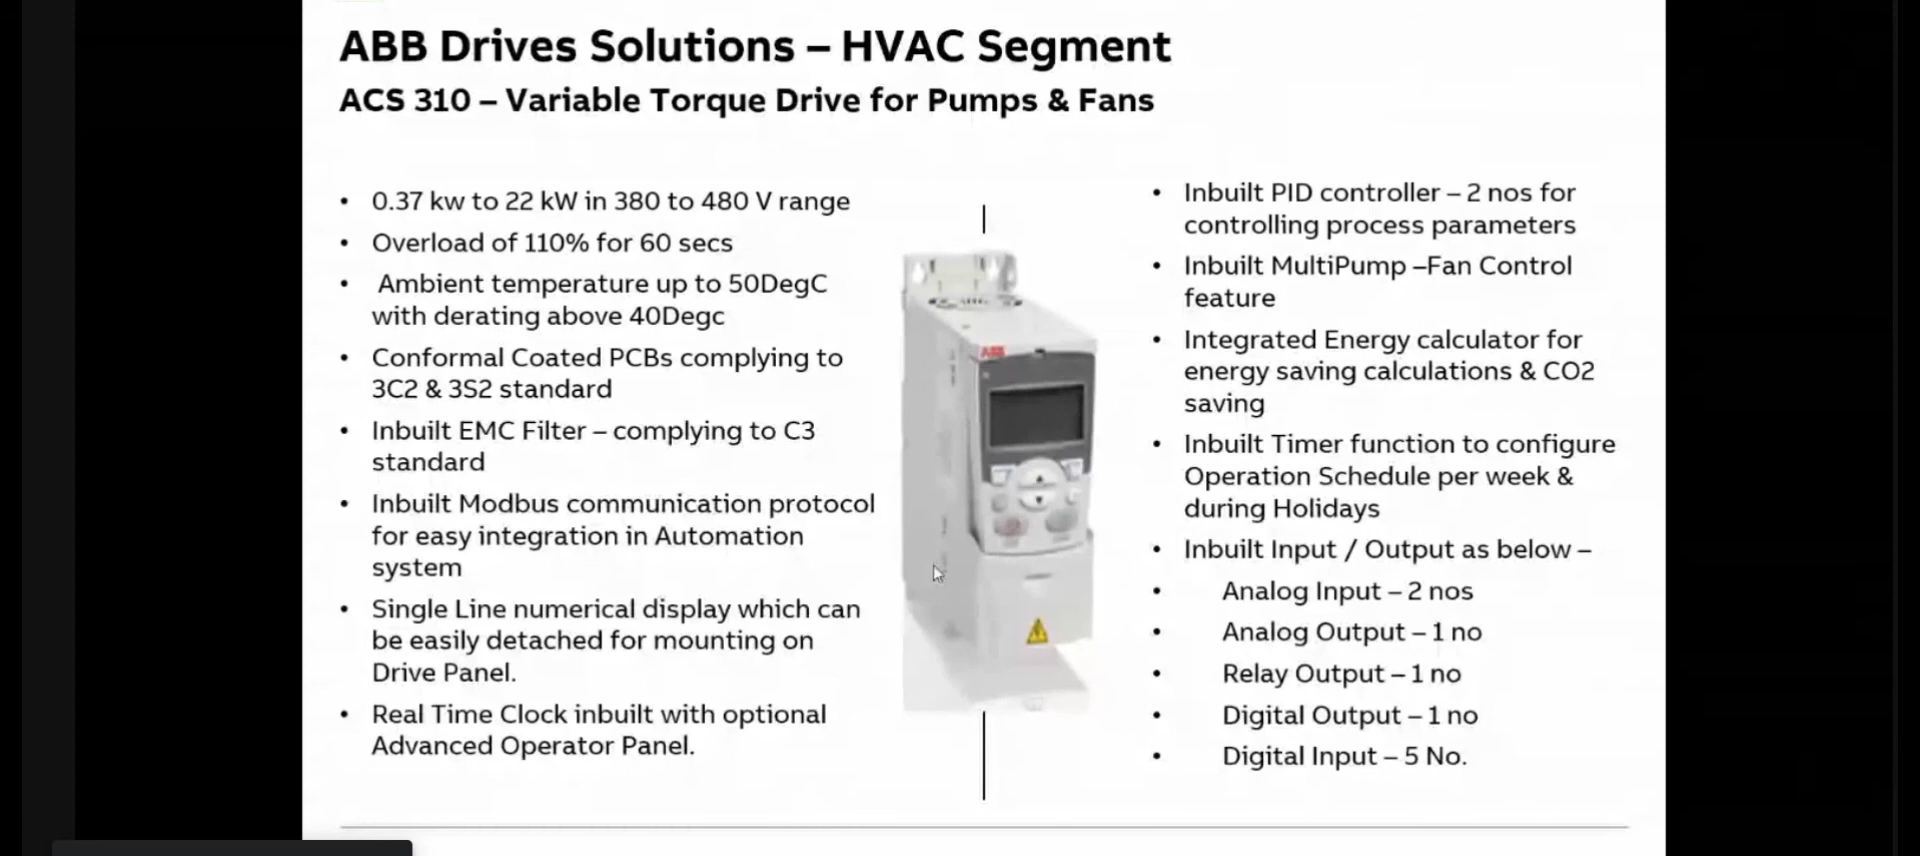 ABB Drives Solutions – HVAC Segment
ACS 310 – Variable Torque Drive for Pumps & Fans
• 0.37 kw to 22 kW in 380 to 480 V range
• Overload of 110% for 60 secs
• Ambient temperature up to 50DegC
with derating above 40Degc
• Conformal Coated PCBs complying to
3C2 & 3S2 standard
• Inbuilt EMC Filter – complying to C3
standard
• Inbuilt Modbus communication protocol
for easy integration in Automation
system
• Single Line numerical display which can
be easily detached for mounting on
Drive Panel.
• Real Time Clock inbuilt with optional
Advanced Operator Panel.
ABB
• Inbuilt PID controller – 2 nos for
controlling process parameters
• Inbuilt MultiPump –Fan Control
feature
• Integrated Energy calculator for
energy saving calculations & CO2
saving
• Inbuilt Timer function to configure
Operation Schedule per week &
during Holidays
• Inbuilt Input / Output as below –
• Analog Input – 2 nos
• Analog Output – 1 no
• Relay Output – 1 no
• Digital Output – 1 no
• Digital Input – 5 No.